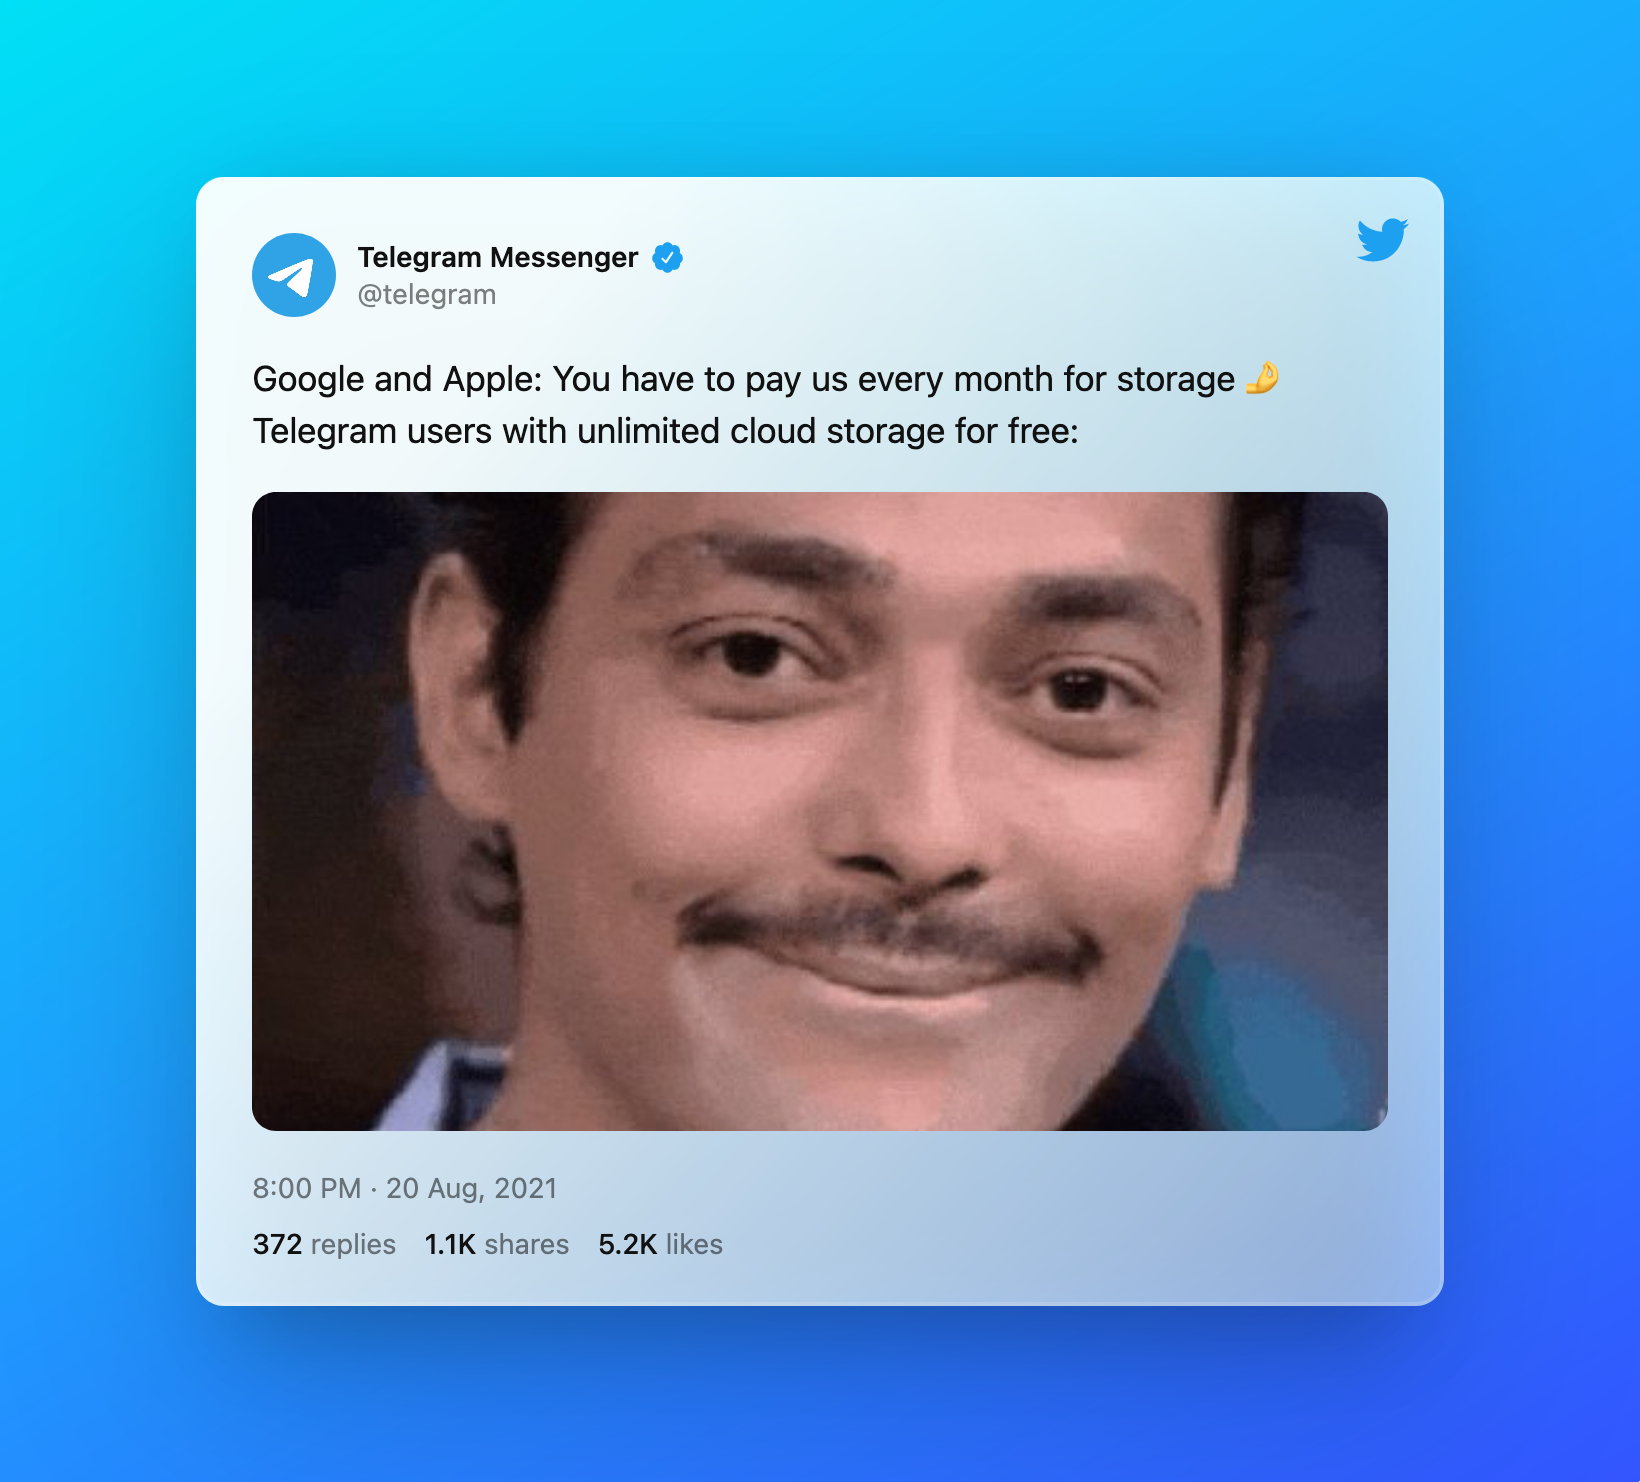 Telegram Messenger
@telegram
Google and Apple: You have to pay us every month for storage 🤌
Telegram users with unlimited cloud storage for free:
8:00 PM · 20 Aug, 2021
372 replies 1.1K shares 5.2K likes